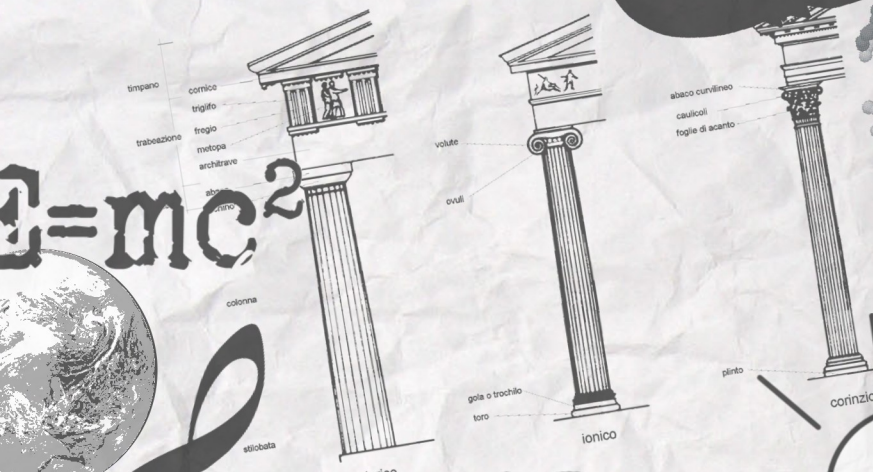 timpano
cornice
triglifo
fregio
trabeazione
metopa
architrave
E=mc²
colonna
stilobata
volute
ovuli
gola o trochilo
toro
ionico
abaco curvilineo
caulicoli
foglie di acanto
plinto